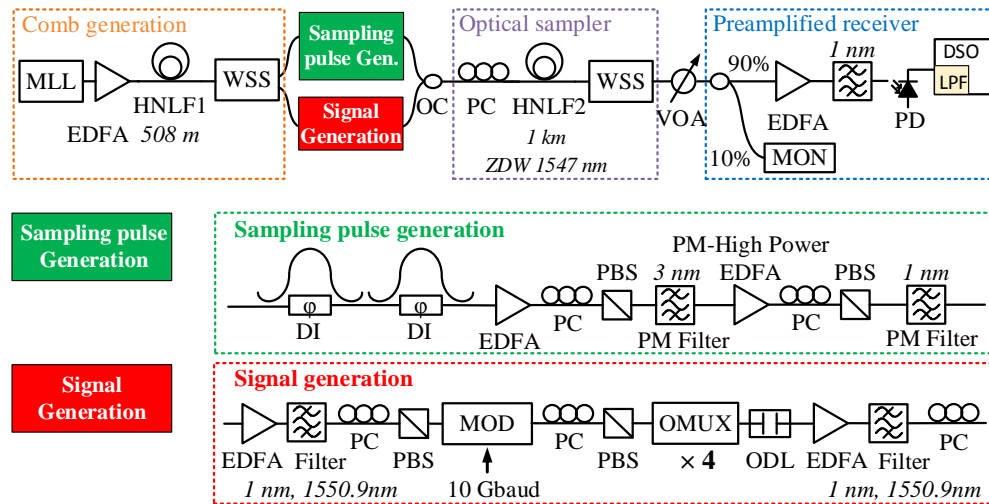 Comb generation
MLL
EDFA
HNLF1
508 m
WSS
Sampling
pulse Gen.
Signal
Generation
OC
Optical sampler
PC
HNLF2
1 km
ZDW 1547 nm
WSS
VOA
Preamplified receiver
90%
10%
MON
EDFA
1 nm
PD
DSO
LPF
Sampling pulse
Generation
Sampling pulse generation
φ
DI
φ
DI
EDFA
PC
PBS
3 nm
PM Filter
PM-High Power
EDFA
PC
PBS
1 nm
PM Filter
Signal
Generation
Signal generation
EDFA
Filter
1 nm, 1550.9nm
PC
PBS
MOD
10 Gbaud
PC
PBS
OMUX
× 4
ODL
EDFA
Filter
1 nm, 1550.9nm
PC